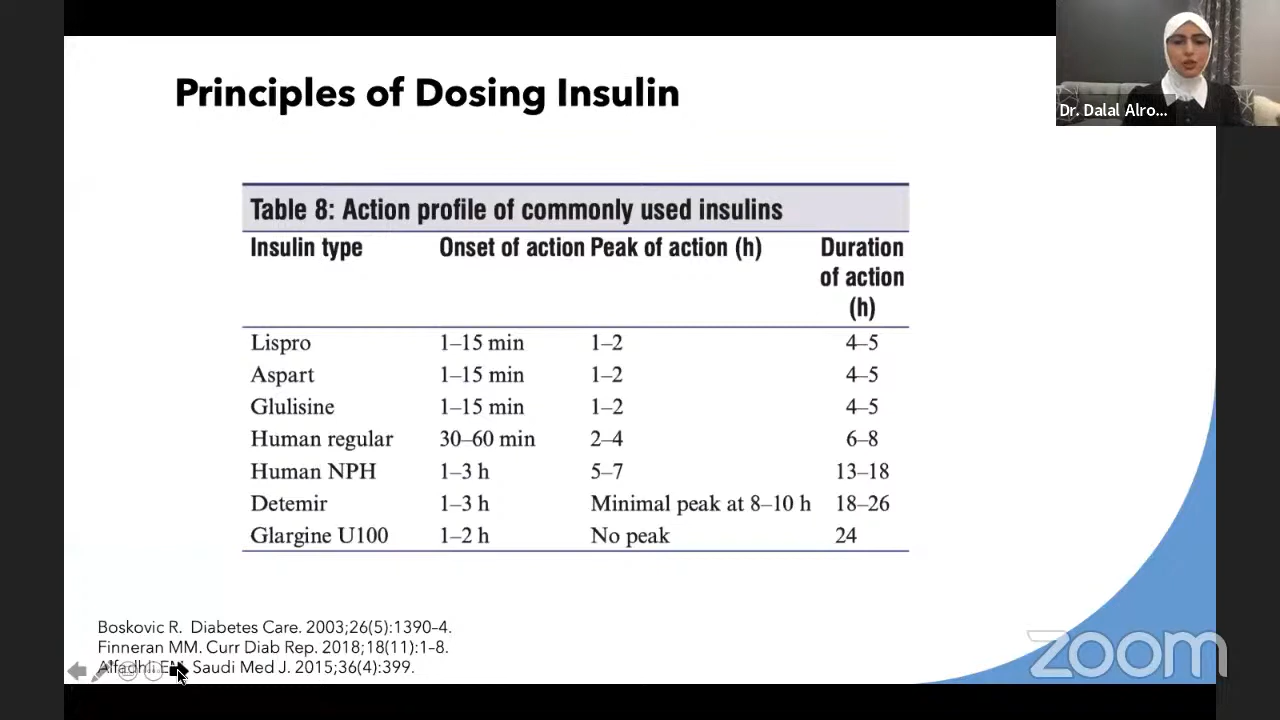 Principles of Dosing Insulin
Dr. Dalal Alro...
Table 8: Action profile of commonly used insulins
Insulin type Onset of action Peak of action (h) Duration of action (h)
Lispro 1–15 min 1–2 4–5
Aspart 1–15 min 1–2 4–5
Glulisine 1–15 min 1–2 4–5
Human regular 30–60 min 2–4 6–8
Human NPH 1–3 h 5–7 13–18
Detemir 1–3 h Minimal peak at 8–10 h 18–26
Glargine U100 1–2 h No peak 24
Boskovic R. Diabetes Care. 2003;26(5):1390-4.
Finneran MM. Curr Diab Rep. 2018;18(11):1-8.
Alfadhli EM. Saudi Med J. 2015;36(4):399.
zoom